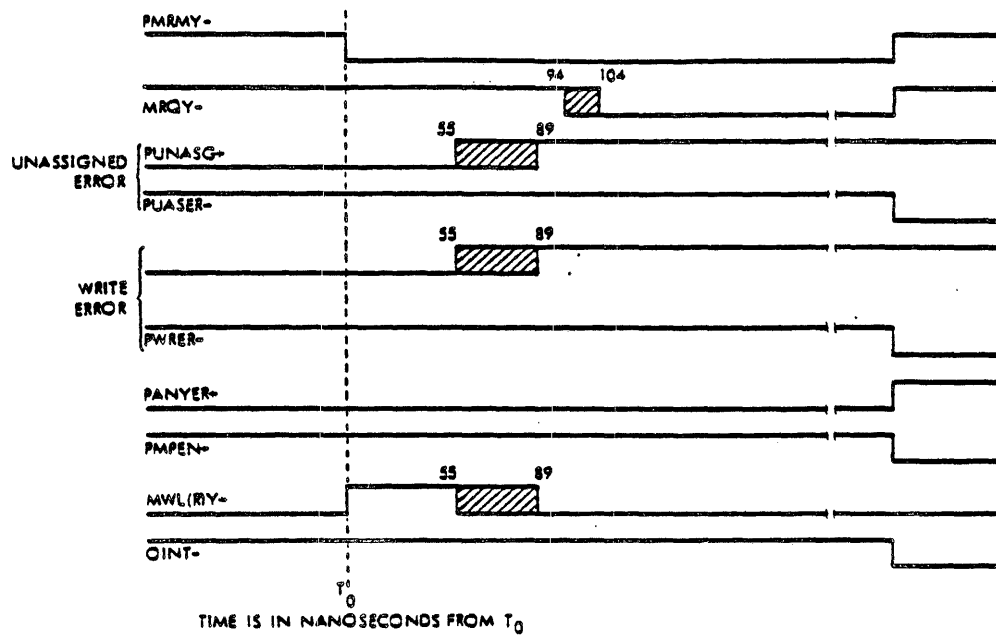 PMRMY-
94 104
MRQY-
55 89
UNASSIGNED
ERROR
PUNASG+
PUASER-
55 89
WRITE
ERROR
PWRER-
PANYER+
PMPEN-
55 89
MWL(R)Y-
OINT-
T0
TIME IS IN NANOSECONDS FROM T0